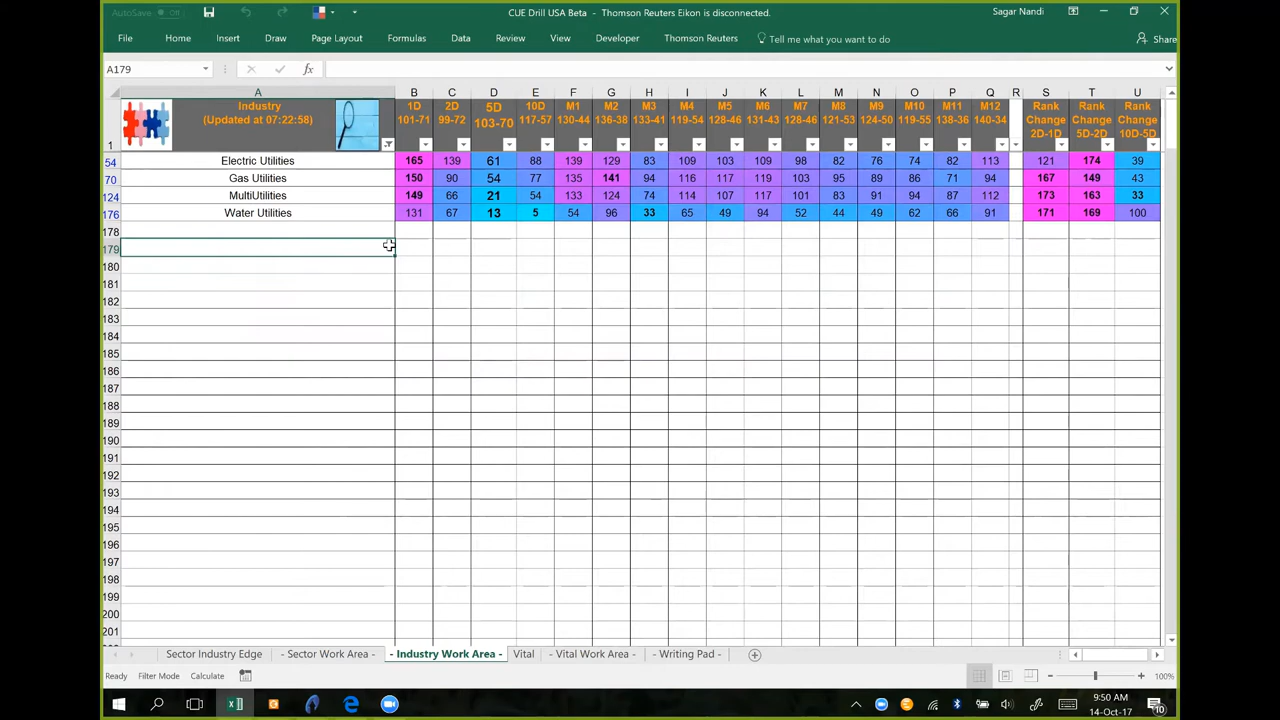 AutoSave Off
CUE Drill USA Beta - Thomson Reuters Eikon is disconnected.
Sagar Nandi
File Home Insert Draw Page Layout Formulas Data Review View Developer Thomson Reuters Tell me what you want to do Share
A179 fx
A B C D E F G H I J K L M N O P Q R S T U
Industry 1D 2D 5D 10D M1 M2 M3 M4 M5 M6 M7 M8 M9 M10 M11 M12 Rank Rank Rank
(Updated at 07:22:58) 101-71 99-72 103-70 117-57 130-44 136-38 133-41 119-54 128-46 131-43 128-46 121-53 124-50 119-55 138-36 140-34 Change Change Change
1 2D-1D 5D-2D 10D-5D
54 Electric Utilities 165 139 61 88 139 129 83 109 103 109 98 82 76 74 82 113 121 174 39
70 Gas Utilities 150 90 54 77 135 141 94 116 117 119 103 95 89 86 71 94 167 149 43
124 MultiUtilities 149 66 21 54 133 124 74 114 107 117 101 83 91 94 87 112 173 163 33
176 Water Utilities 131 67 13 5 54 96 33 65 49 94 52 44 49 62 66 91 171 169 100
178
179
180
181
182
183
184
185
186
187
188
189
190
191
192
193
194
195
196
197
198
199
200
201
Sector Industry Edge - Sector Work Area - - Industry Work Area - Vital - Vital Work Area - - Writing Pad -
Ready Filter Mode Calculate 100%
9:50 AM
14-Oct-17
10